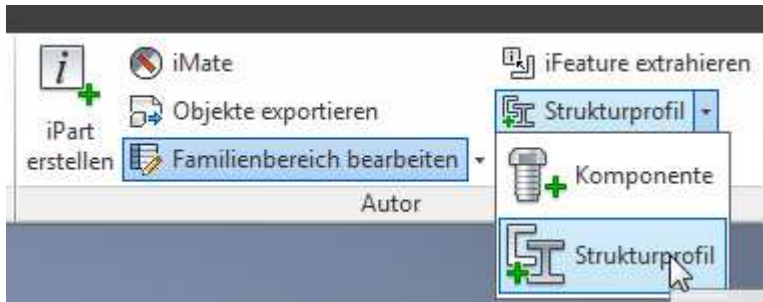 iPart
erstellen
iMate
Objekte exportieren
Familienbereich bearbeiten
iFeature extrahieren
Strukturprofil
Komponente
Strukturprofil
Autor